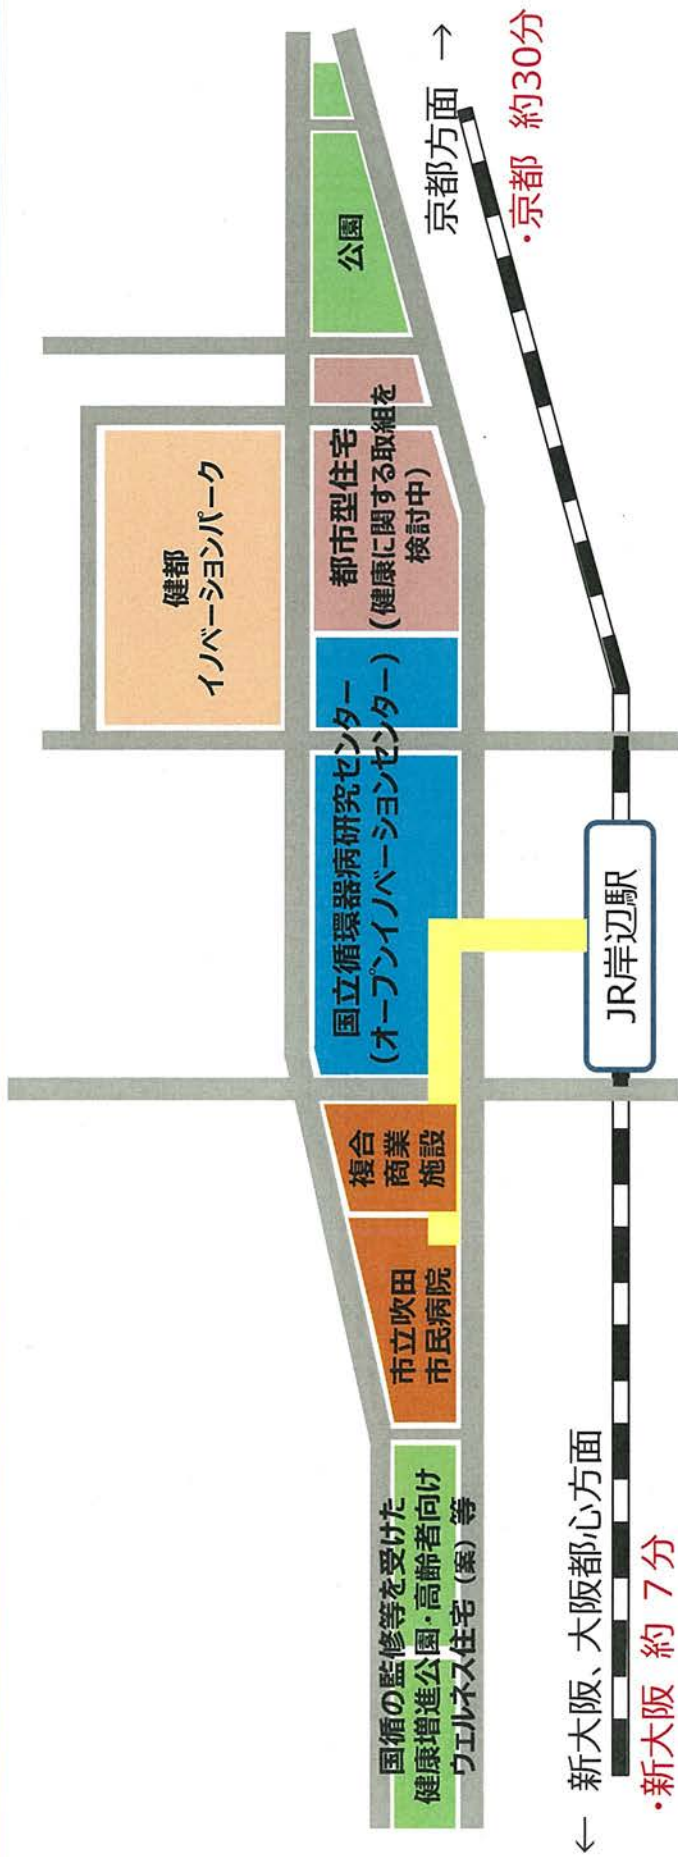 国循の監修等を受けた
健康増進公園・高齢者向け
ウェルネス住宅（案）等
市立吹田
市民病院
複合
商業
施設
国立循環器病研究センター
（オープンイノベーションセンター）
健都
イノベーションパーク
都市型住宅
（健康に関する取組を
検討中）
公園
JR岸辺駅
← 新大阪、大阪都心方面
・新大阪 約 7分
京都方面 →
・京都 約30分